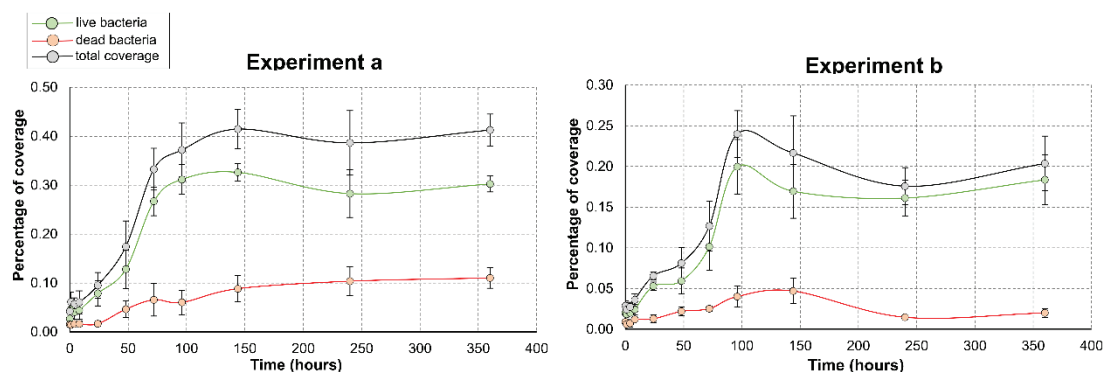 live bacteria
dead bacteria
total coverage
Experiment a
Percentage of coverage
0.50
0.40
0.30
0.20
0.10
0.00
0 50 100 150 200 250 300 350 400
Time (hours)
Experiment b
Percentage of coverage
0.30
0.25
0.20
0.15
0.10
0.05
0.00
0 50 100 150 200 250 300 350 400
Time (hours)